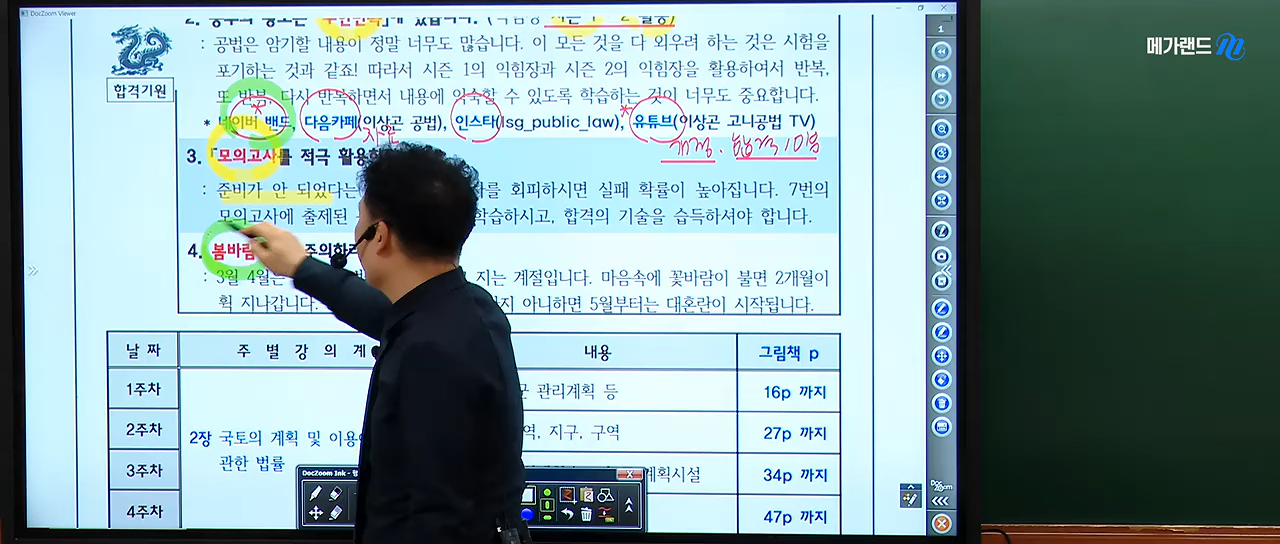 DocZoom Viewer
메가랜드
: 공법은 암기할 내용이 정말 너무도 많습니다. 이 모든 것을 다 외우려 하는 것은 시험을
포기하는 것과 같죠! 따라서 시즌 1의 익힘장과 시즌 2의 익힘장을 활용하여서 반복,
또 반복, 다시 반복하면서 내용에 익숙할 수 있도록 학습하는 것이 너무도 중요합니다.
합격기원
* 네이버 밴드, 다음카페(이상곤 공법), 인스타(lsg_public_law), 유튜브(이상곤 고니공법 TV)
3. 「모의고사를 적극 활용
: 준비가 안 되었다는 를 회피하시면 실패 확률이 높아집니다. 7번의
모의고사에 출제된 학습하시고, 합격의 기술을 습득하셔야 합니다.
4. 봄바람 주의하라
: 3월 4월은 지는 계절입니다. 마음속에 꽃바람이 불면 2개월이
획 지나갑니다. 아니하면 5월부터는 대혼란이 시작됩니다.
날 짜 주 별 강 의 계 내용 그림책 p
1주차 관리계획 등 16p 까지
2주차 역, 지구, 구역 27p 까지
2장 국토의 계획 및 이용에
관한 법률
3주차 계획시설 34p 까지
4주차 47p 까지
DocZoom Ink